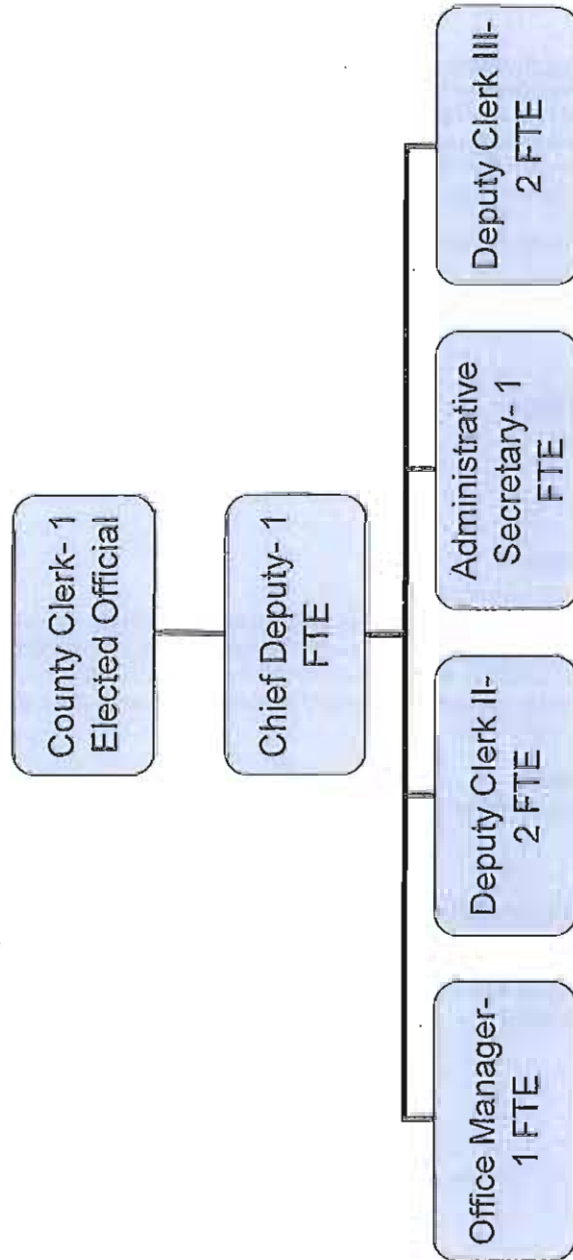 County Clerk- 1
Elected Official
Chief Deputy- 1
FTE
Office Manager-
1 FTE
Deputy Clerk II-
2 FTE
Administrative
Secretary- 1
FTE
Deputy Clerk III-
2 FTE